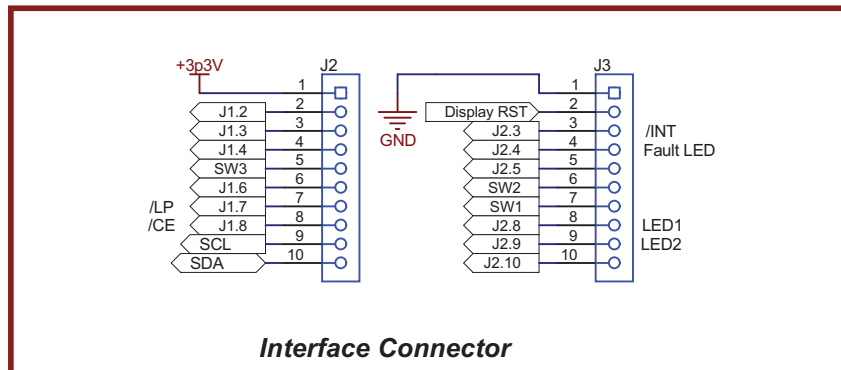 +3p3V
J2
1
J1.2 2
J1.3 3
J1.4 4
SW3 5
J1.6 6
/LP J1.7 7
/CE J1.8 8
SCL 9
SDA 10
GND
J3
1
Display RST 2
J2.3 3 /INT
J2.4 4 Fault LED
J2.5 5
SW2 6
SW1 7
J2.8 8 LED1
J2.9 9 LED2
J2.10 10
Interface Connector